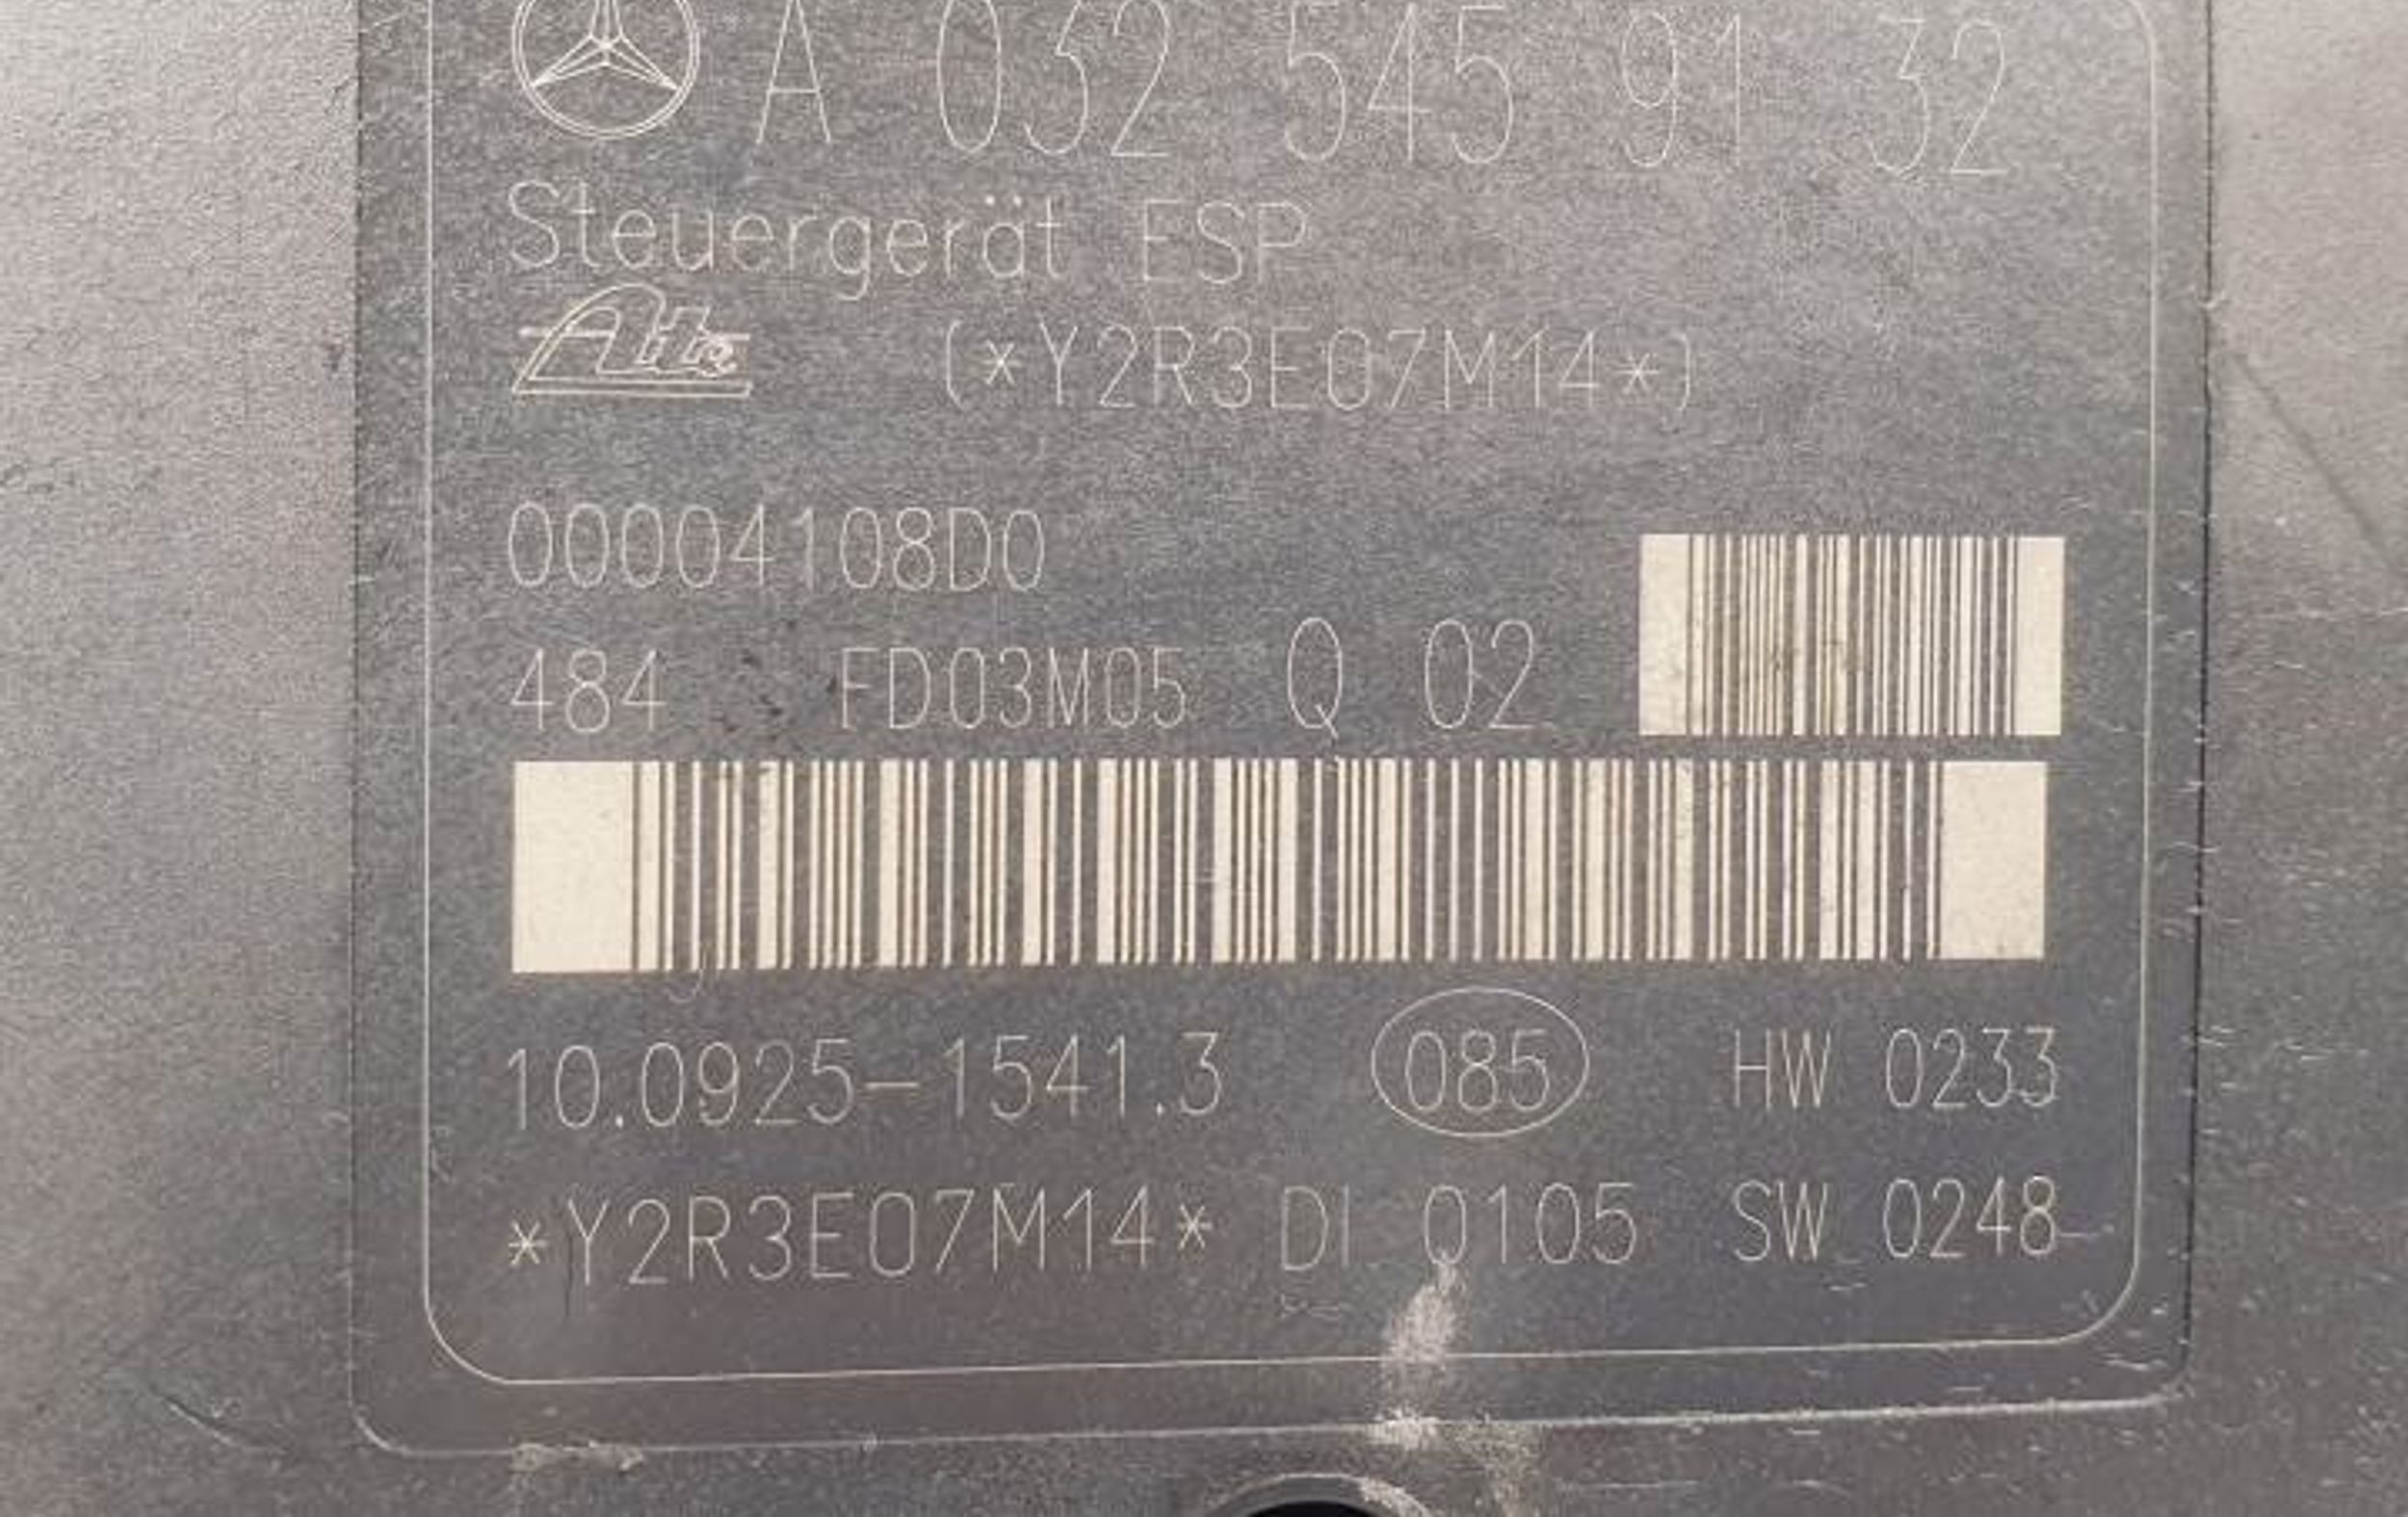 A 032 545 91 32
Steuergerät ESP
Ate (*Y2R3E07M14*)
00004108D0
484 FD03M05 Q 02
10.0925-1541.3 085 HW 0233
*Y2R3E07M14* DI 0105 SW 0248